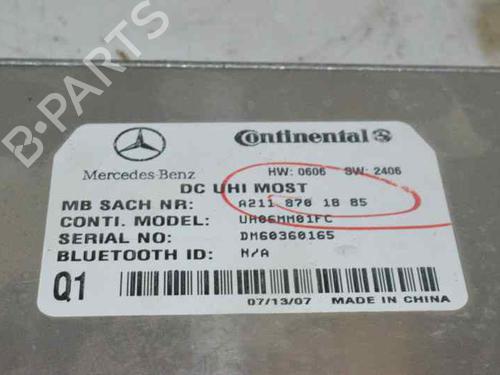 B-PARTS
Mercedes-Benz
Continental
HW: 0606 SW: 2406
DC UHI MOST
MB SACH NR: A211 870 18 85
CONTI. MODEL: UH06MM01FC
SERIAL NO: DM60360165
BLUETOOTH ID: N/A
Q1
07/13/07 MADE IN CHINA